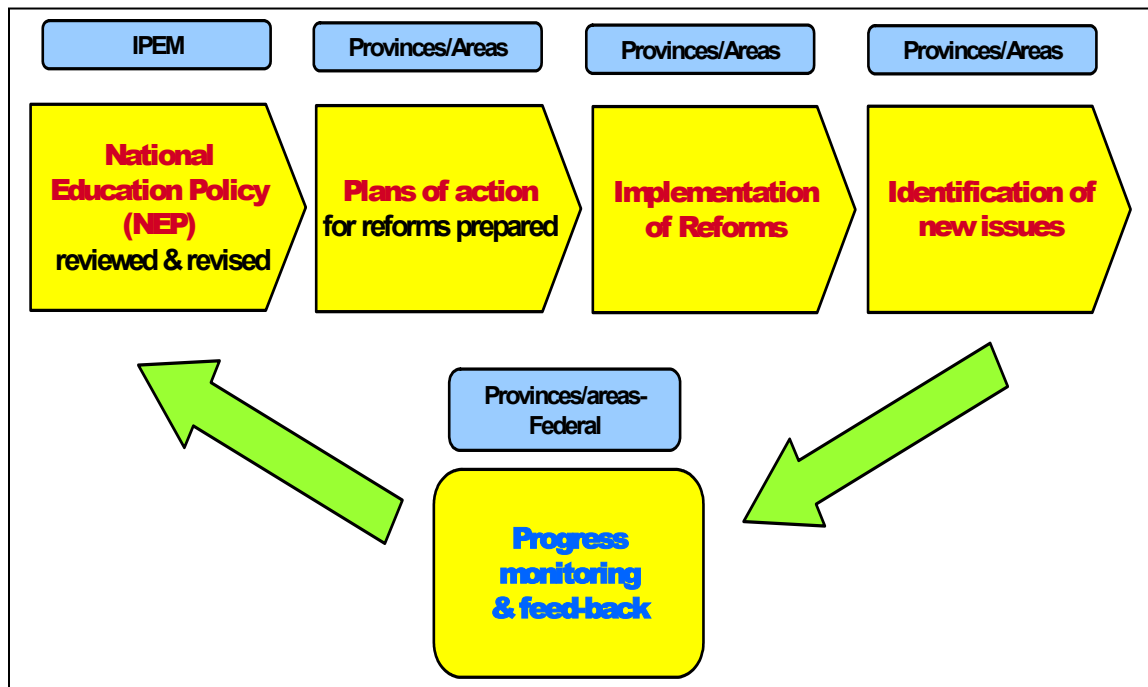 IPEM
Provinces/Areas
Provinces/Areas
Provinces/Areas
National
Education Policy
(NEP)
reviewed & revised
Plans of action
for reforms prepared
Implementation
of Reforms
Identification of
new issues
Provinces/areas-
Federal
Progress
monitoring
& feed-back